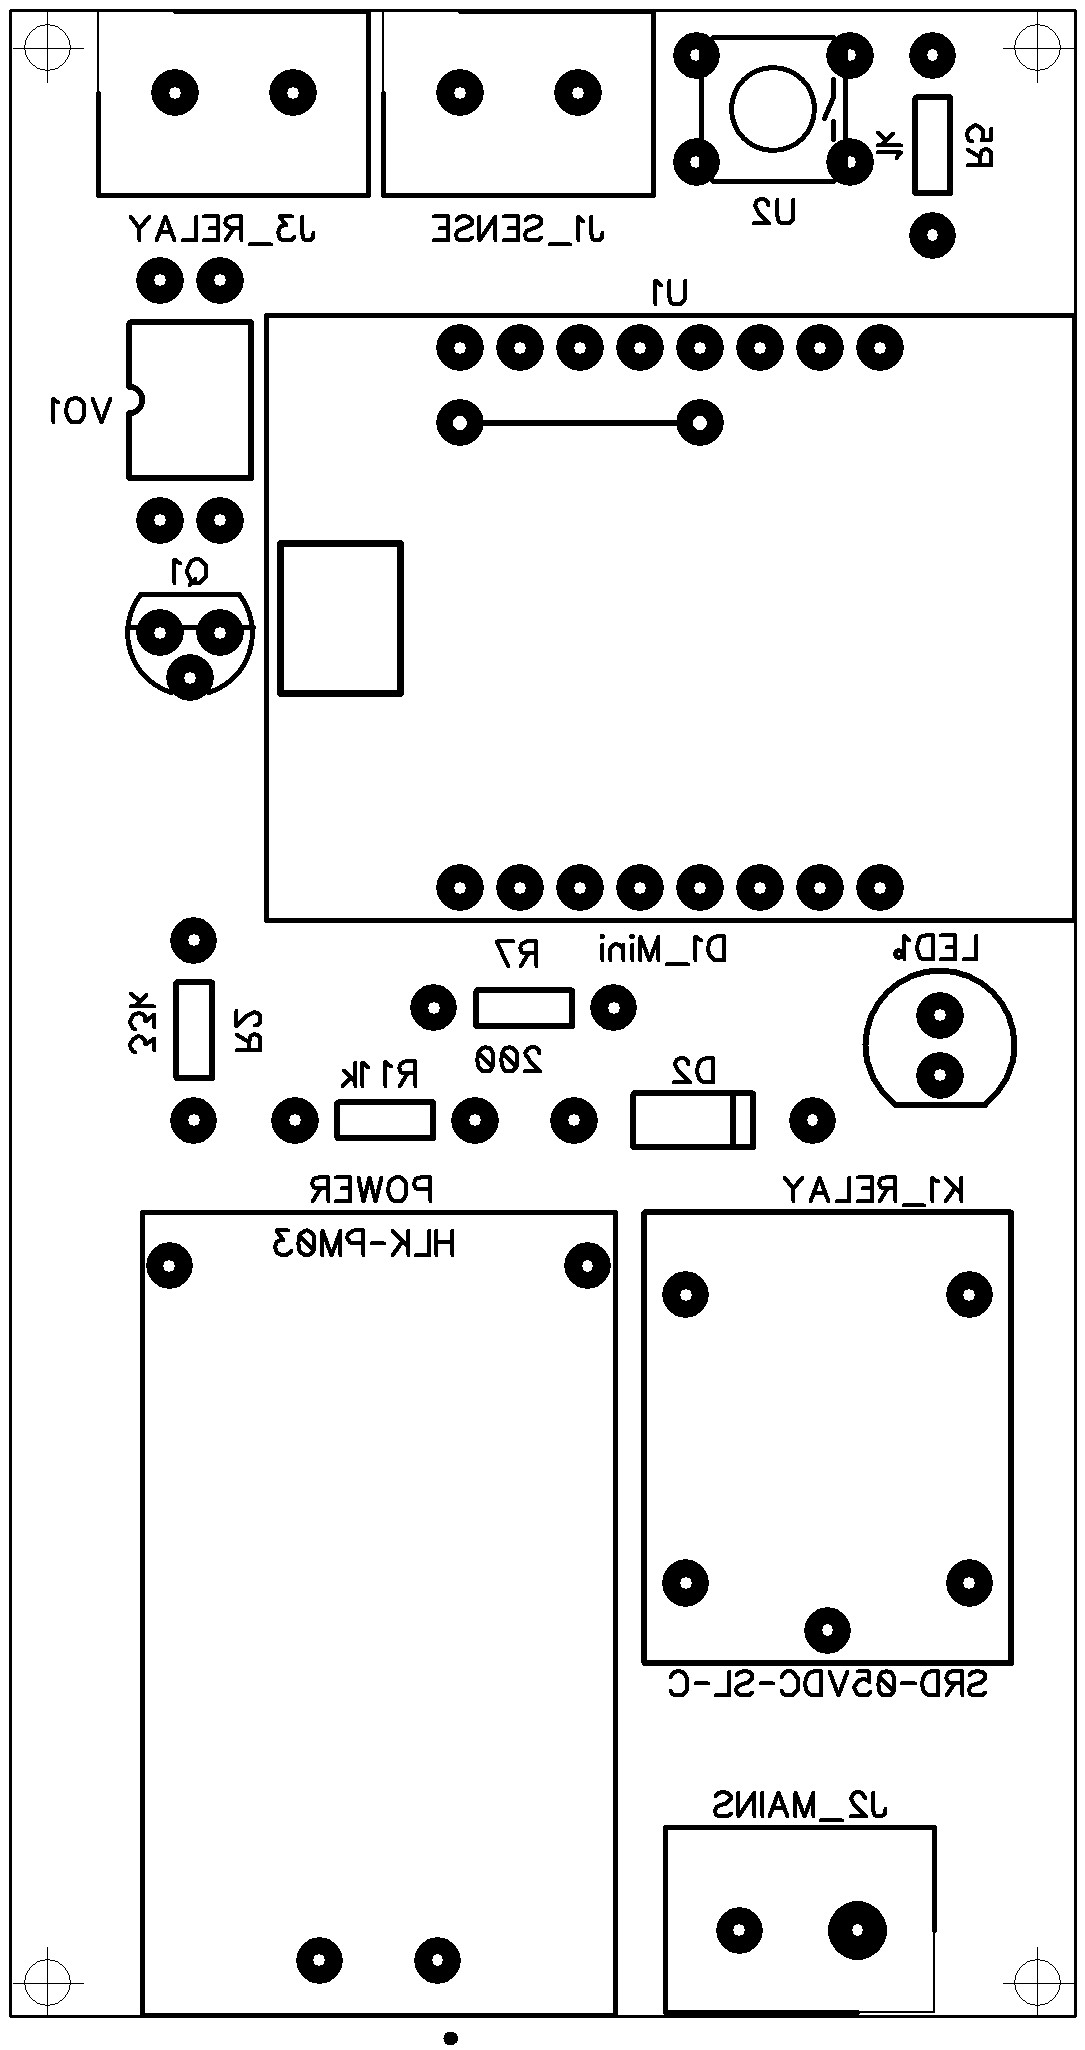 J3_RELAY
J1_SENSE
U2
1k
R5
U1
VO1
Q1
D1_Mini
R7
200
LED1
33k
R2
R1 1k
D2
POWER
HLK-PM03
K1_RELAY
SRD-05VDC-SL-C
J2_MAINS